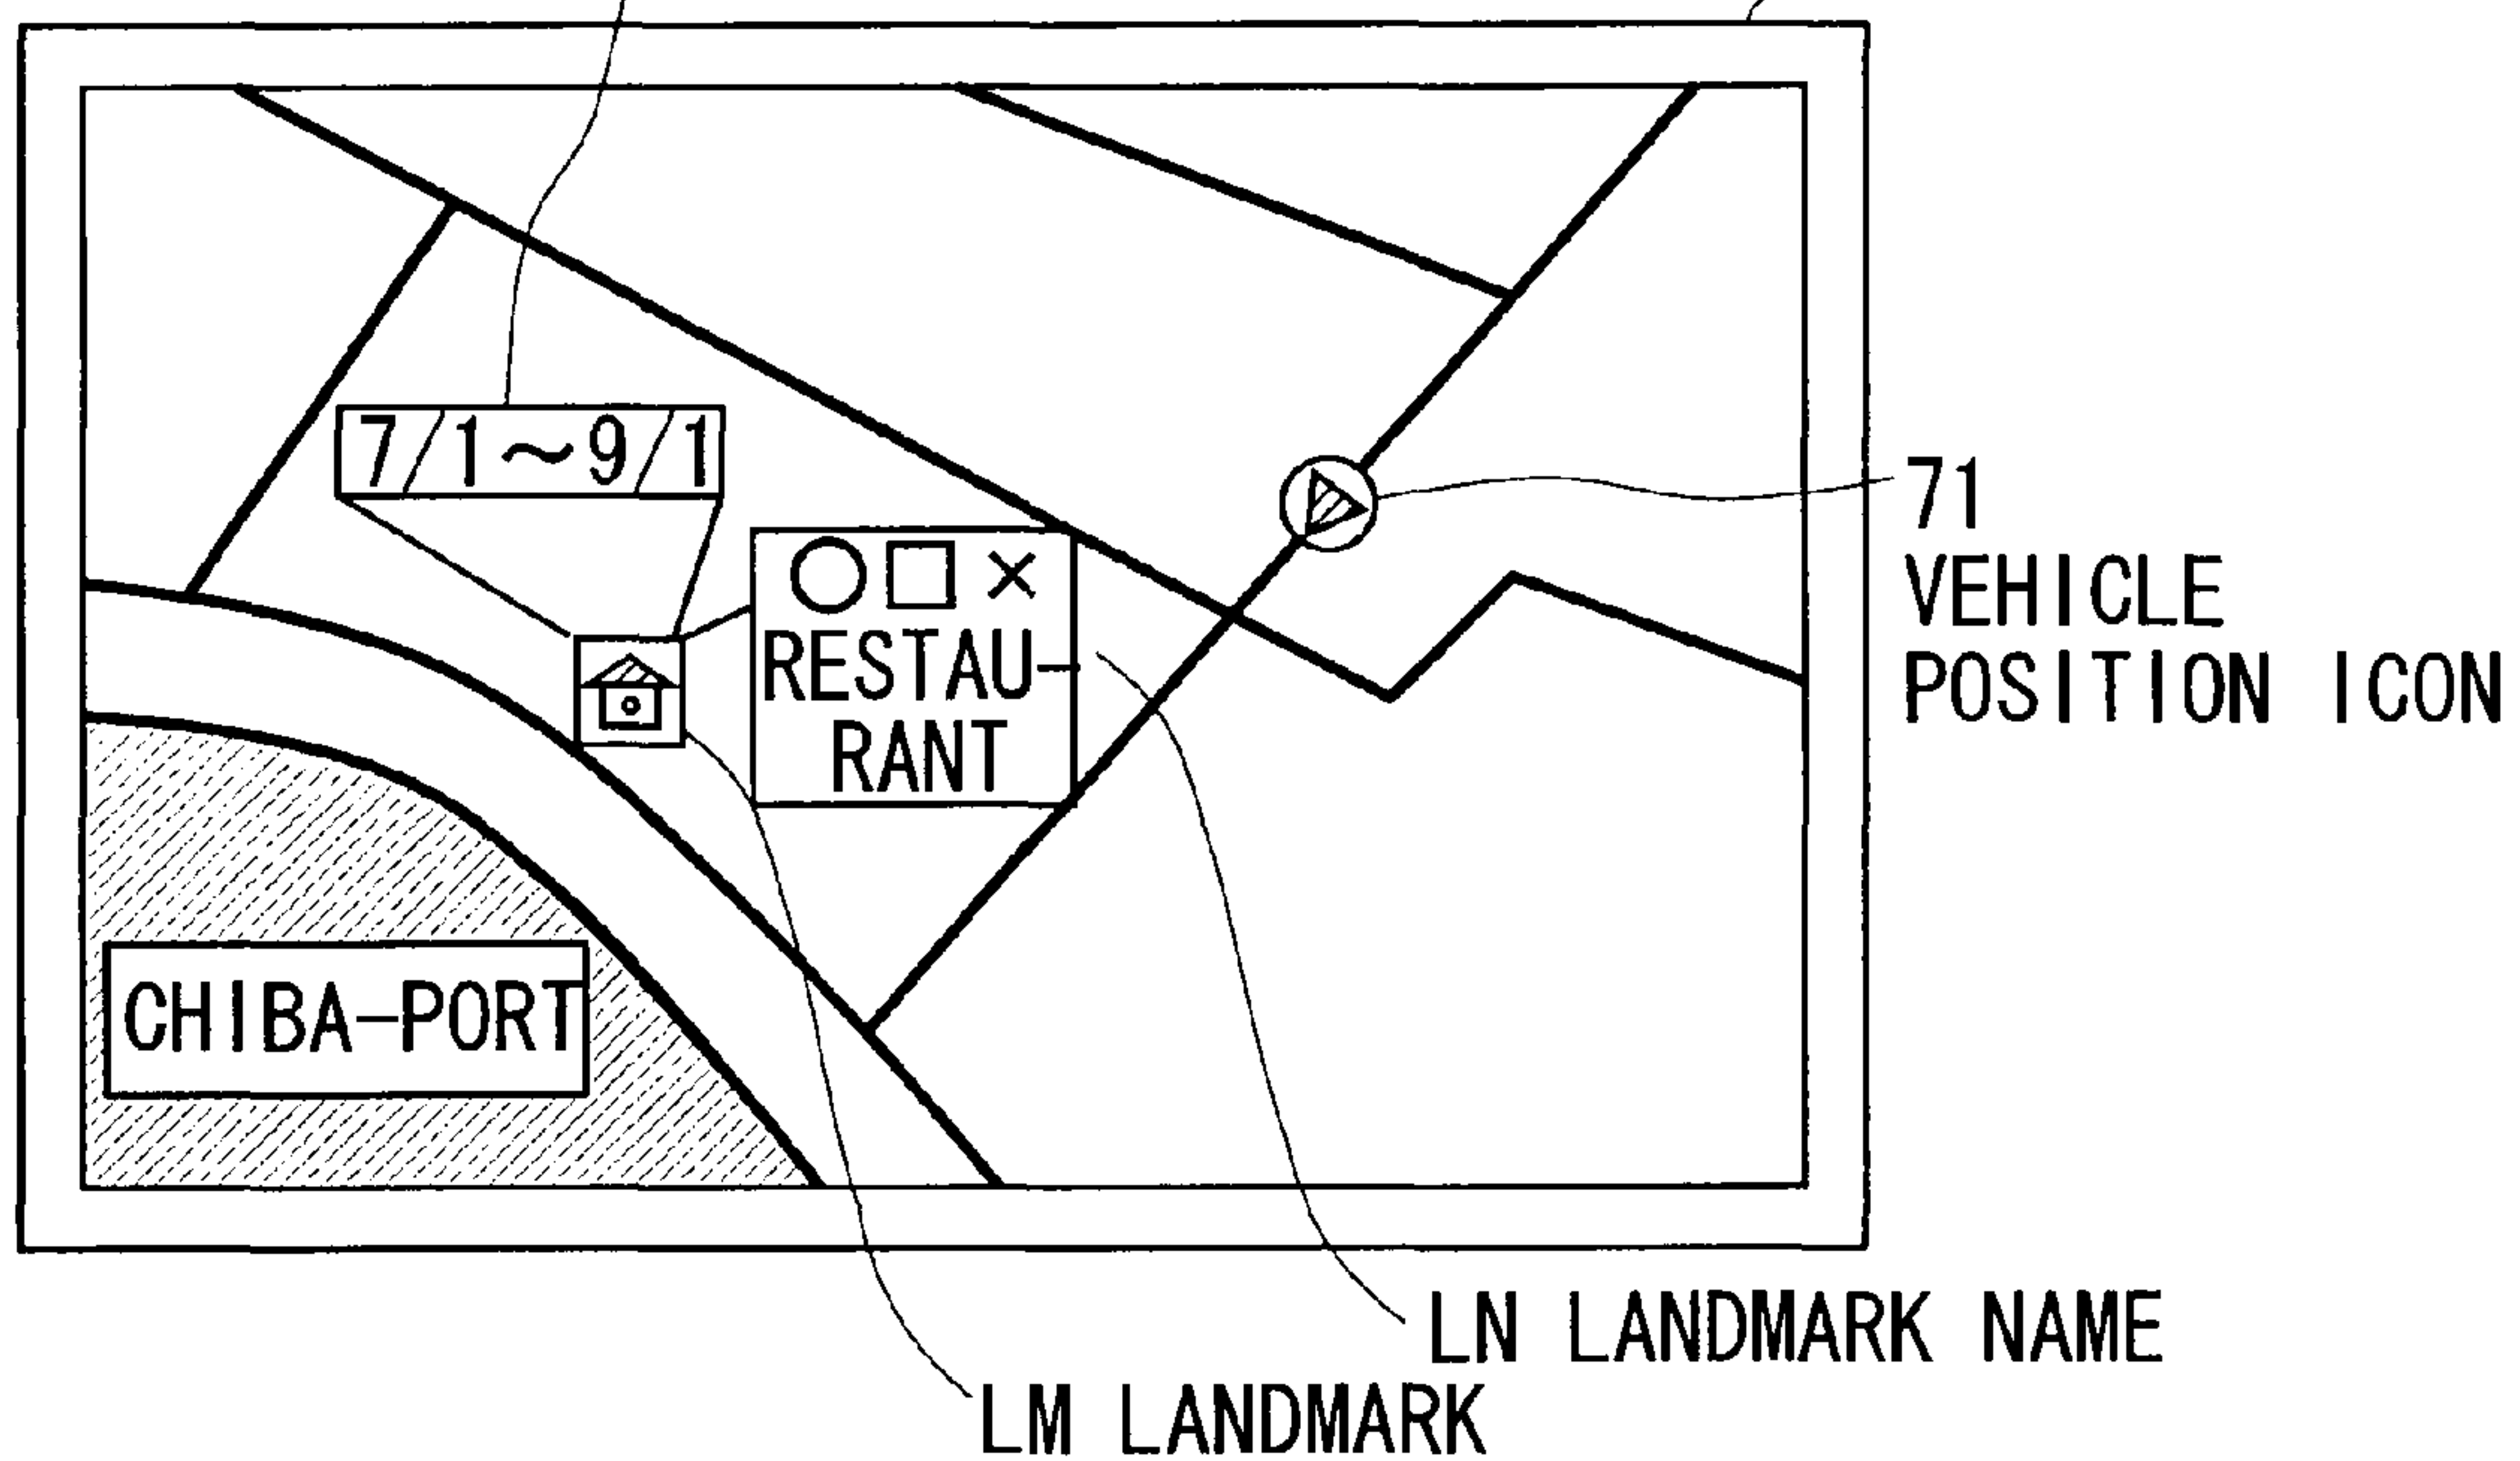 7/1～9/1
○□×
RESTAU-
RANT
71
VEHICLE
POSITION ICON
CHIBA-PORT
LN LANDMARK NAME
LM LANDMARK